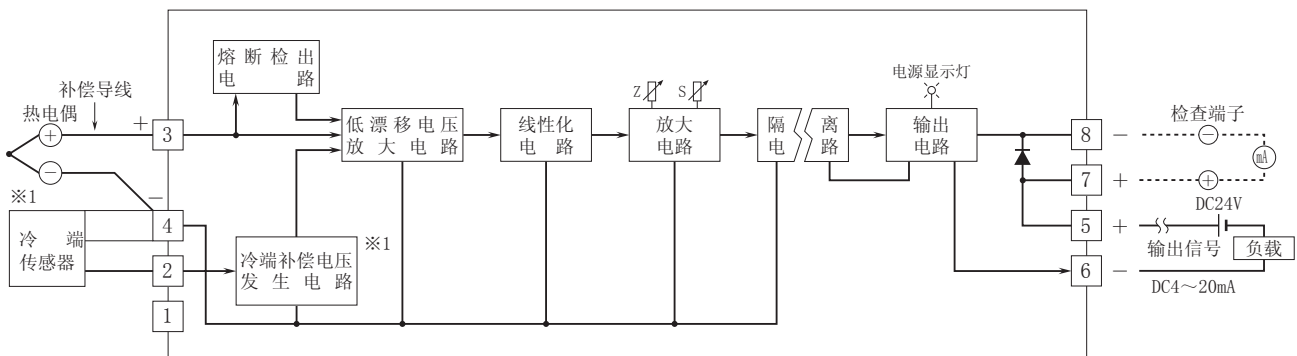 熔断检出
电路
电源显示灯
补偿导线
热电偶
+
3
Z
S
低漂移电压
放大电路
线性化
电路
放大
电路
隔 离
电 路
输出
电路
8
-
检查端子
-
mA
+
-
7
+
+
※1
-
DC24V
冷端
传感器
4
※1
5
+
输出信号
负载
2
冷端补偿电压
发生电路
6
-
DC4～20mA
1